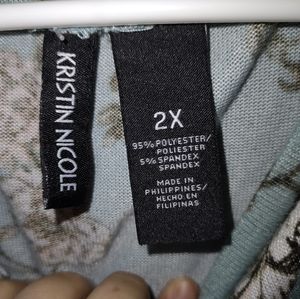 KRISTIN NICOLE
2X
95% POLYESTER/
POLIESTER
5% SPANDEX
SPANDEX
MADE IN
PHILIPPINES/
HECHO EN
FILIPINAS